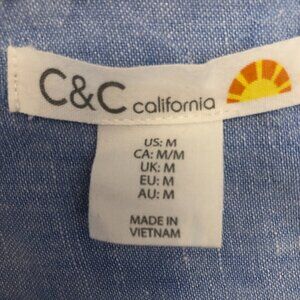 C&C california
US: M
CA: M/M
UK: M
EU: M
AU: M
MADE IN
VIETNAM